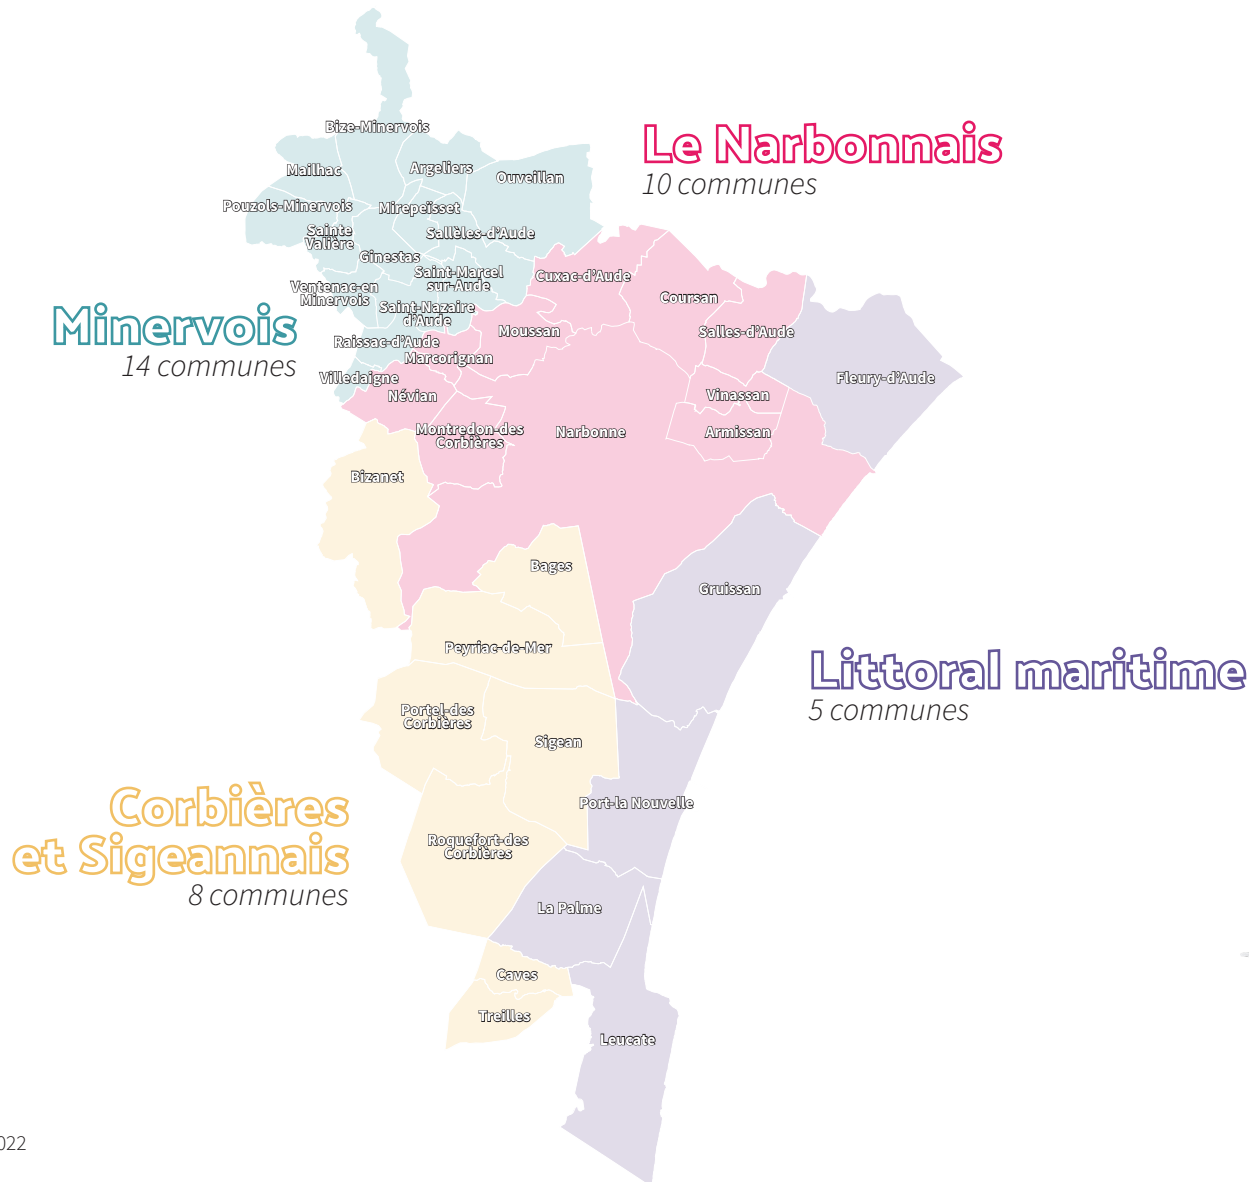 Le Narbonnais
10 communes
Bize-Minervois
Mailhac
Argeliers
Ouveillan
Pouzols-Minervois
Mirepeïsset
Sainte
Valière
Sallèles-d'Aude
Ginestas
Saint-Marcel
sur-Aude
Ventenac-en
Minervois
Saint-Nazaire
d'Aude
Raissac-d'Aude
Marcorignan
Villedaigne
Névian
Minervois
14 communes
Cuxac-d'Aude
Coursan
Moussan
Salles-d'Aude
Fleury-d'Aude
Vinassan
Armissan
Narbonne
Montredon-des
Corbières
Bizanet
Bages
Gruissan
Peyriac-de-Mer
Littoral maritime
5 communes
Portel-des
Corbières
Sigean
Port-la Nouvelle
Corbières
et Sigeannais
8 communes
Roquefort-des
Corbières
La Palme
Caves
Treilles
Leucate
022